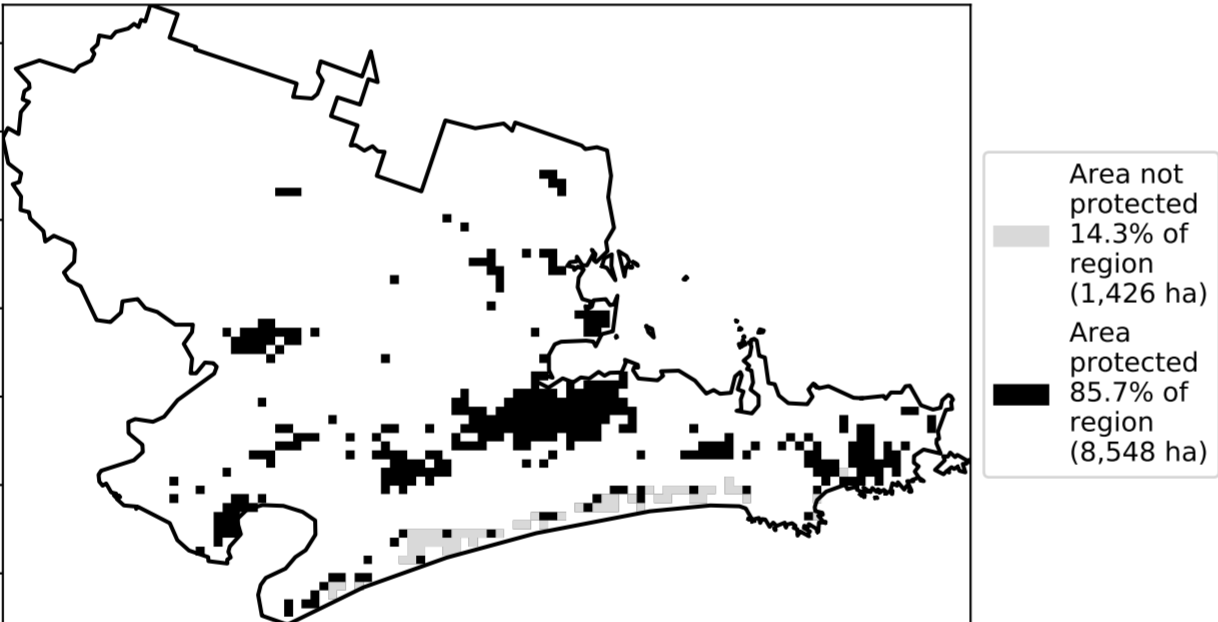 Area not
protected
14.3% of
region
(1,426 ha)
Area
protected
85.7% of
region
(8,548 ha)